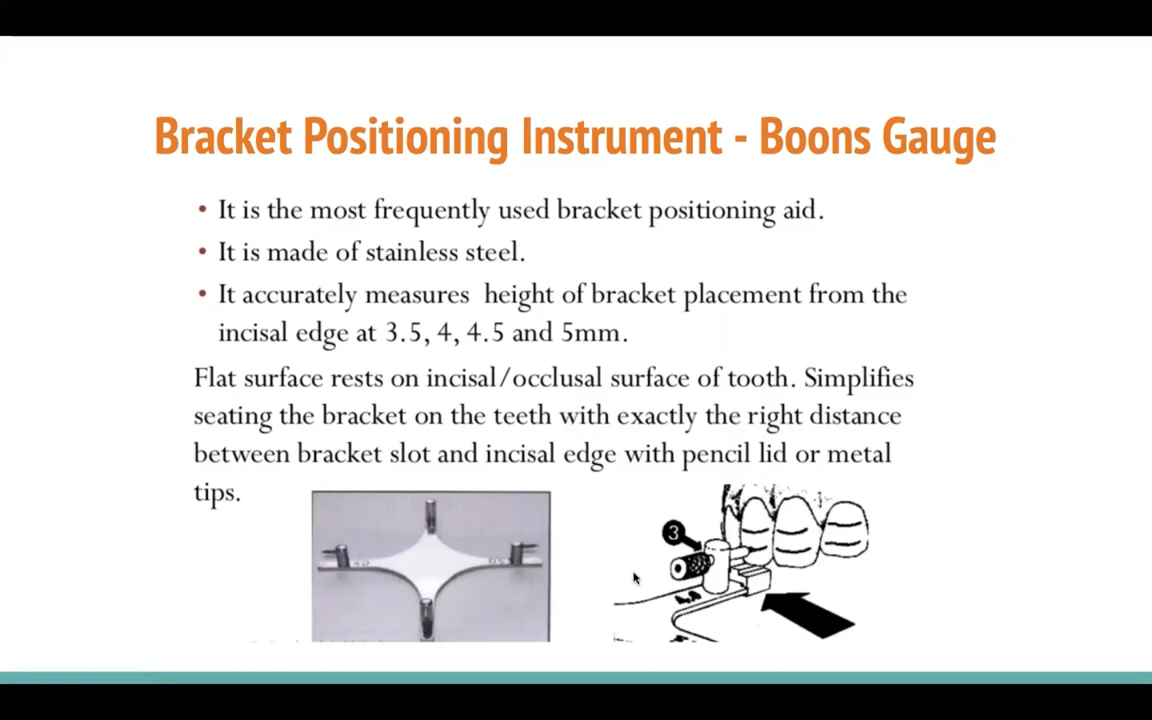 Bracket Positioning Instrument - Boons Gauge
• It is the most frequently used bracket positioning aid.
• It is made of stainless steel.
• It accurately measures height of bracket placement from the
incisal edge at 3.5, 4, 4.5 and 5mm.
Flat surface rests on incisal/occlusal surface of tooth. Simplifies
seating the bracket on the teeth with exactly the right distance
between bracket slot and incisal edge with pencil lid or metal
tips.
3